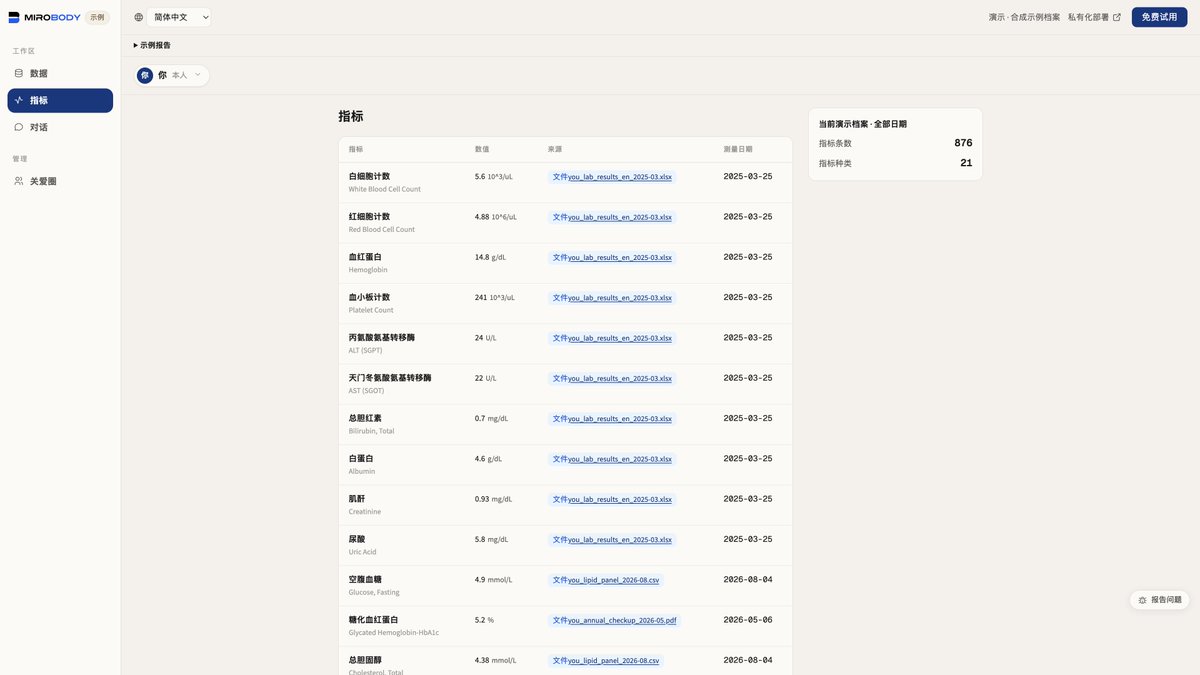 MIROBODY 示例
简体中文
演示 · 合成示例档案 私有化部署 免费试用
工作区
数据
指标
对话
管理
关爱圈
示例报告
你 你 本人
指标
指标 数值 来源 测量日期
白细胞计数 5.6 10^3/uL 文件you_lab_results_en_2025-03.xlsx 2025-03-25
White Blood Cell Count
红细胞计数 4.88 10^6/uL 文件you_lab_results_en_2025-03.xlsx 2025-03-25
Red Blood Cell Count
血红蛋白 14.8 g/dL 文件you_lab_results_en_2025-03.xlsx 2025-03-25
Hemoglobin
血小板计数 241 10^3/uL 文件you_lab_results_en_2025-03.xlsx 2025-03-25
Platelet Count
丙氨酸氨基转移酶 24 U/L 文件you_lab_results_en_2025-03.xlsx 2025-03-25
ALT (SGPT)
天门冬氨酸氨基转移酶 22 U/L 文件you_lab_results_en_2025-03.xlsx 2025-03-25
AST (SGOT)
总胆红素 0.7 mg/dL 文件you_lab_results_en_2025-03.xlsx 2025-03-25
Bilirubin, Total
白蛋白 4.6 g/dL 文件you_lab_results_en_2025-03.xlsx 2025-03-25
Albumin
肌酐 0.93 mg/dL 文件you_lab_results_en_2025-03.xlsx 2025-03-25
Creatinine
尿酸 5.8 mg/dL 文件you_lab_results_en_2025-03.xlsx 2025-03-25
Uric Acid
空腹血糖 4.9 mmol/L 文件you_lipid_panel_2026-08.csv 2026-08-04
Glucose, Fasting
糖化血红蛋白 5.2 % 文件you_annual_checkup_2026-05.pdf 2026-05-06
Glycated Hemoglobin-HbA1c
总胆固醇 4.38 mmol/L 文件you_lipid_panel_2026-08.csv 2026-08-04
Cholesterol, Total
当前演示档案 · 全部日期
指标条数 876
指标种类 21
报告问题